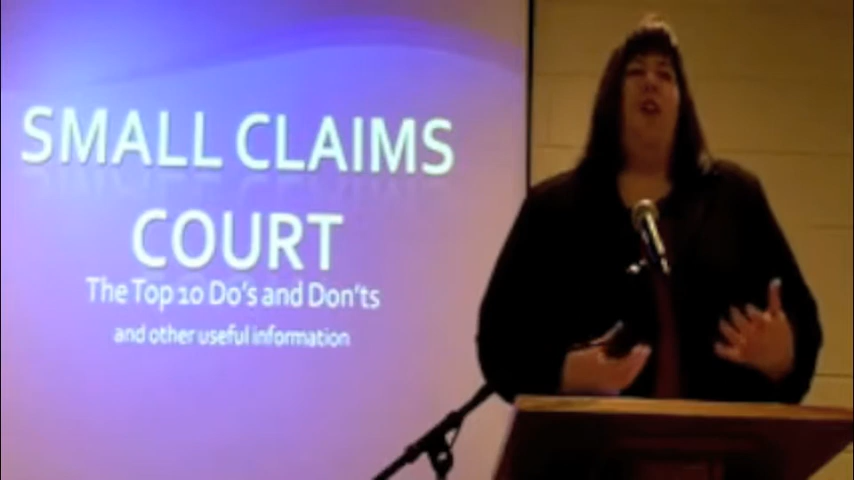 SMALL CLAIMS
COURT
The Top 10 Do's and Don'ts
and other useful information